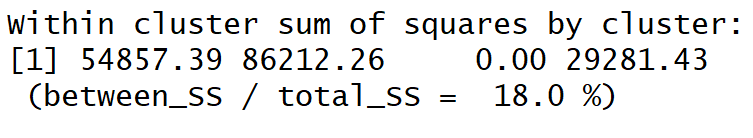 Within cluster sum of squares by cluster:
[1] 54857.39 86212.26     0.00 29281.43
 (between_SS / total_SS =  18.0 %)